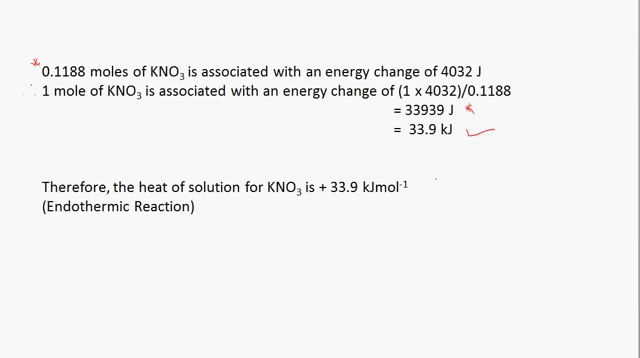 * 0.1188 moles of KNO₃ is associated with an energy change of 4032 J
∴ 1 mole of KNO₃ is associated with an energy change of (1 x 4032)/0.1188
= 33939 J *
= 33.9 kJ ✓
Therefore, the heat of solution for KNO₃ is + 33.9 kJmol⁻¹
(Endothermic Reaction)